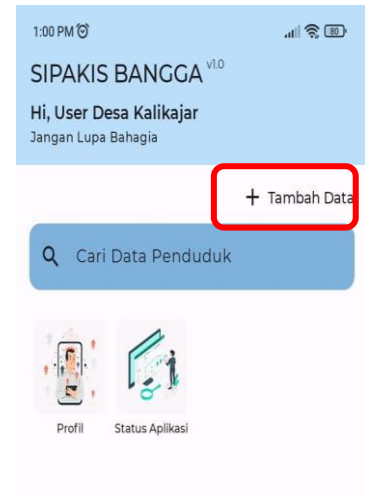 1:00 PM 80
SIPAKIS BANGGA v1.0
Hi, User Desa Kalikajar
Jangan Lupa Bahagia
+ Tambah Data
Cari Data Penduduk
Profil Status Aplikasi